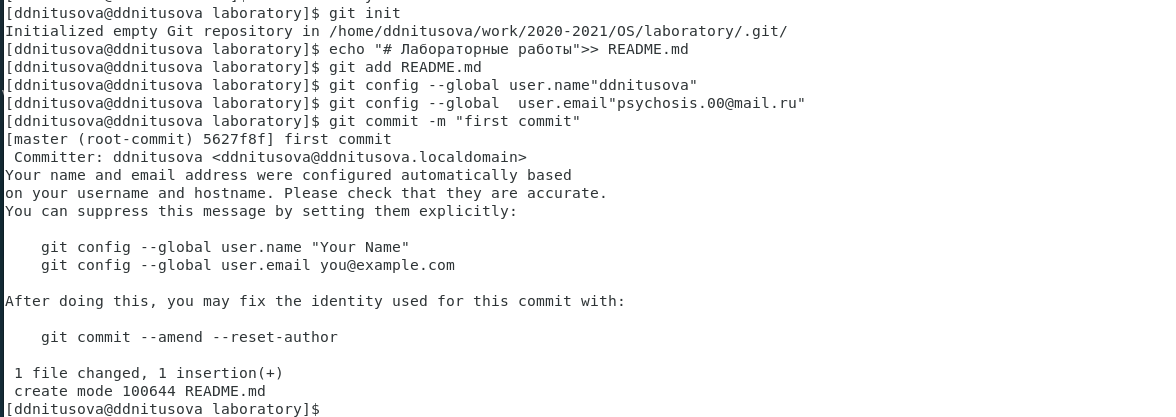 [ddnitusova@ddnitusova laboratory]$ git init
Initialized empty Git repository in /home/ddnitusova/work/2020-2021/OS/laboratory/.git/
[ddnitusova@ddnitusova laboratory]$ echo "# Лабораторные работы">> README.md
[ddnitusova@ddnitusova laboratory]$ git add README.md
[ddnitusova@ddnitusova laboratory]$ git config --global user.name"ddnitusova"
[ddnitusova@ddnitusova laboratory]$ git config --global  user.email"psychosis.00@mail.ru"
[ddnitusova@ddnitusova laboratory]$ git commit -m "first commit"
[master (root-commit) 5627f8f] first commit
 Committer: ddnitusova <ddnitusova@ddnitusova.localdomain>
Your name and email address were configured automatically based
on your username and hostname. Please check that they are accurate.
You can suppress this message by setting them explicitly:

    git config --global user.name "Your Name"
    git config --global user.email you@example.com

After doing this, you may fix the identity used for this commit with:

    git commit --amend --reset-author

 1 file changed, 1 insertion(+)
 create mode 100644 README.md
[ddnitusova@ddnitusova laboratory]$